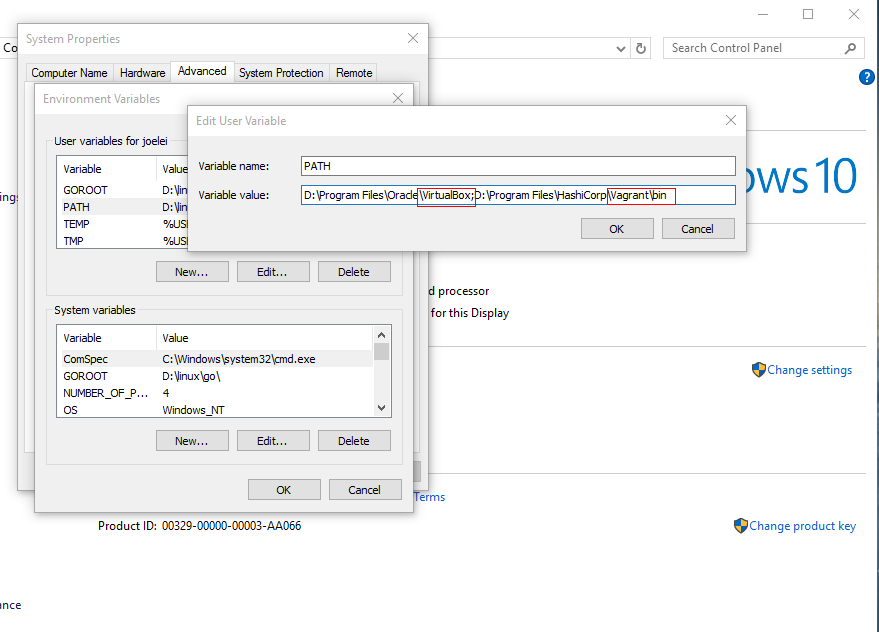 System Properties
Co
Search Control Panel
Computer Name Hardware Advanced System Protection Remote
?
Environment Variables
Edit User Variable
User variables for joelei
Variable Value
GOROOT D:\lin
PATH D:\lin
TEMP %USI
TMP %USI
Variable name: PATH
Variable value: D:\Program Files\Oracle\VirtualBox;D:\Program Files\HashiCorp\Vagrant\bin
OK Cancel
ows 10
ngs
New... Edit... Delete
d processor
System variables
for this Display
Variable Value
ComSpec C:\Windows\system32\cmd.exe
GOROOT D:\linux\go\
NUMBER_OF_P... 4
OS Windows_NT
Change settings
New... Edit... Delete
OK Cancel
Terms
Product ID: 00329-00000-00003-AA066
Change product key
ance